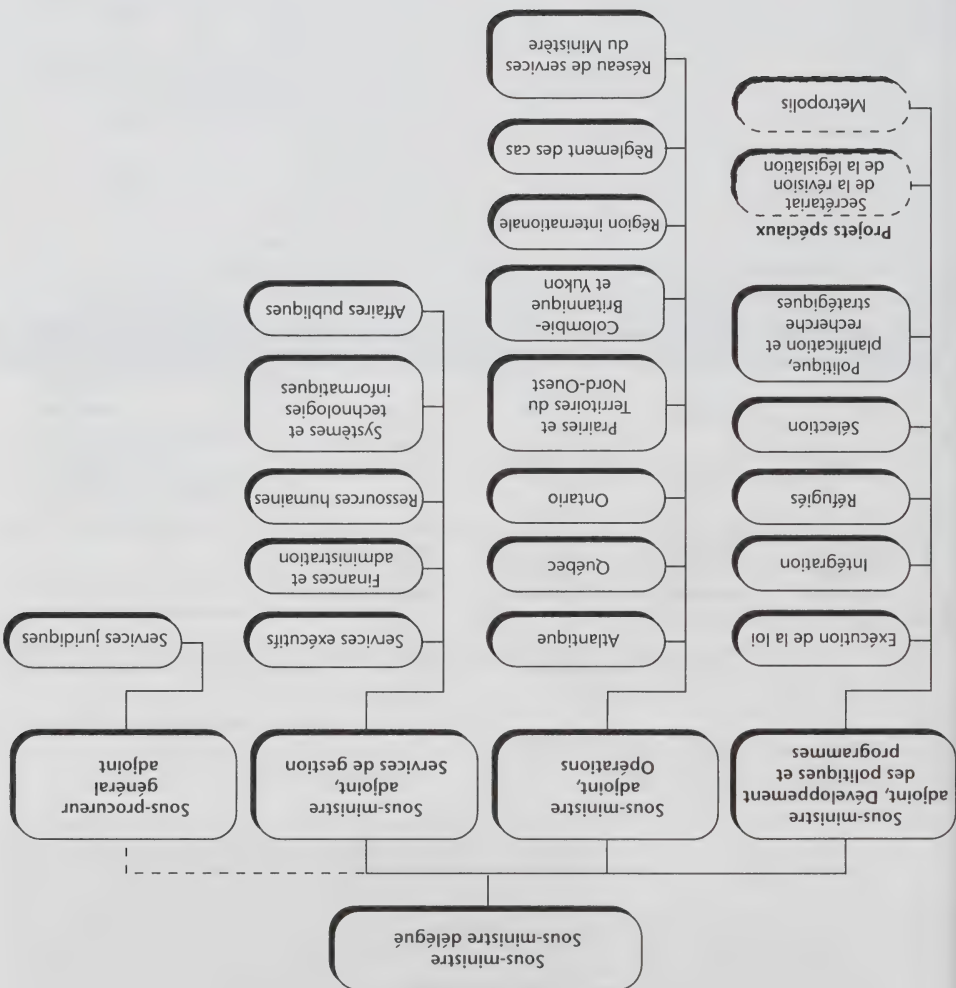 Sous-ministre
Sous-ministre délégué
Sous-ministre
adjoint, Développement
des politiques et
programmes
Exécution de la loi
Intégration
Réfugiés
Sélection
Politique,
planification et
recherche
stratégiques
Projets spéciaux
Secrétariat
de la révision
de la législation
Metropolis
Sous-ministre
adjoint,
Opérations
Atlantique
Québec
Ontario
Prairies et
Territoires du
Nord-Ouest
Colombie-
Britannique
et Yukon
Région internationale
Règlement des cas
Réseau de services
du Ministère
Sous-ministre
adjoint,
Services de gestion
Services exécutifs
Finances et
administration
Ressources humaines
Systèmes et
technologies
informatiques
Affaires publiques
Sous-procureur
général
adjoint
Services juridiques